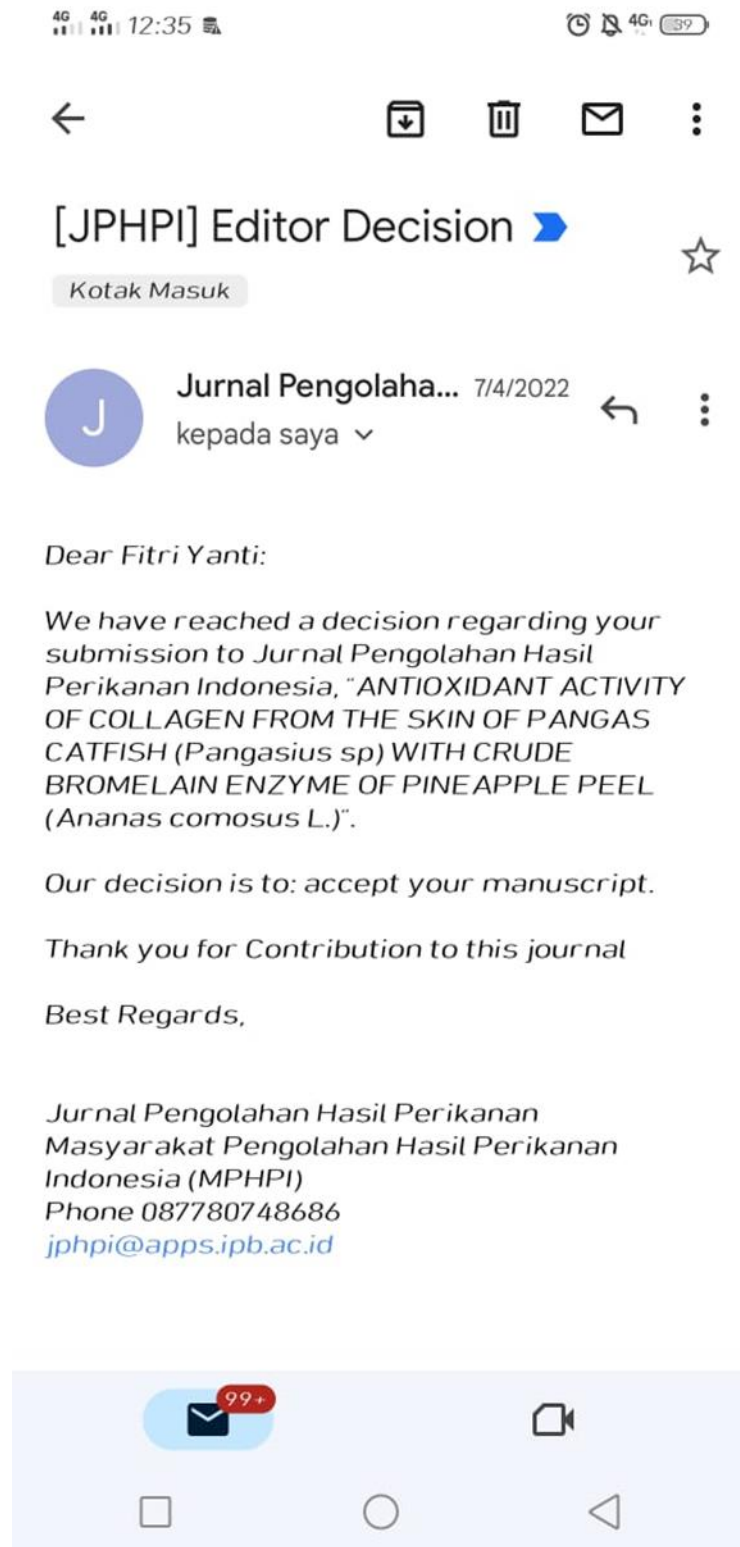 4G 4G 12:35 4G 39
[JPHPI] Editor Decision
Kotak Masuk
J
Jurnal Pengolaha... 7/4/2022
kepada saya
Dear Fitri Yanti:
We have reached a decision regarding your
submission to Jurnal Pengolahan Hasil
Perikanan Indonesia, "ANTIOXIDANT ACTIVITY
OF COLLAGEN FROM THE SKIN OF PANGAS
CATFISH (Pangasius sp) WITH CRUDE
BROMELAIN ENZYME OF PINEAPPLE PEEL
(Ananas comosus L.)".
Our decision is to: accept your manuscript.
Thank you for Contribution to this journal
Best Regards,
Jurnal Pengolahan Hasil Perikanan
Masyarakat Pengolahan Hasil Perikanan
Indonesia (MPHPI)
Phone 087780748686
jphpi@apps.ipb.ac.id
99+